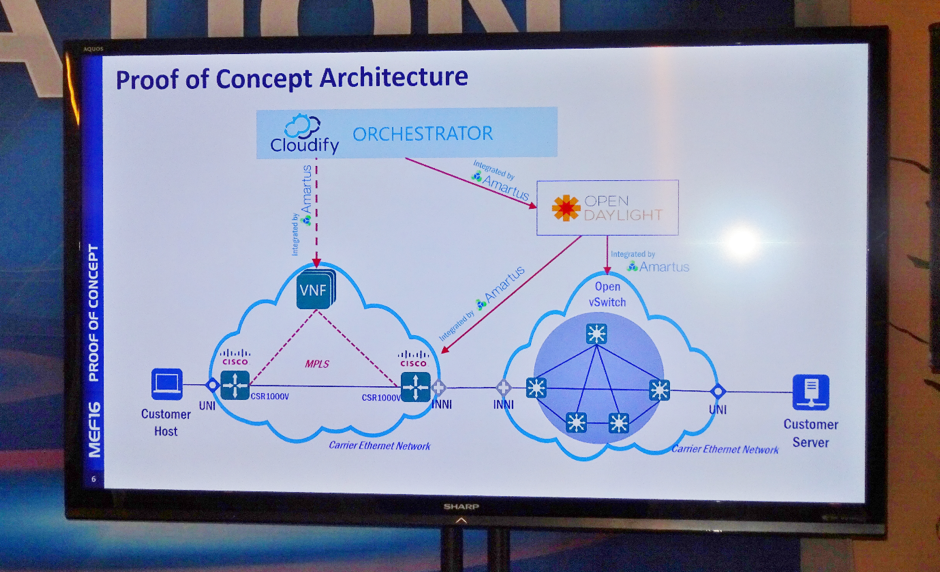 ATION
AQUOS
Proof of Concept Architecture
Cloudify ORCHESTRATOR
Integrated by
Amartus
Integrated by
Amartus
OPEN
DAYLIGHT
Integrated by
Amartus
Integrated by
Amartus
VNF
Open
vSwitch
CISCO
MPLS
CISCO
CSR1000V
CSR1000V
UNI
INNI
INNI
UNI
Customer
Host
Customer
Server
Carrier Ethernet Network
Carrier Ethernet Network
MEF16 PROOF OF CONCEPT
6
SHARP